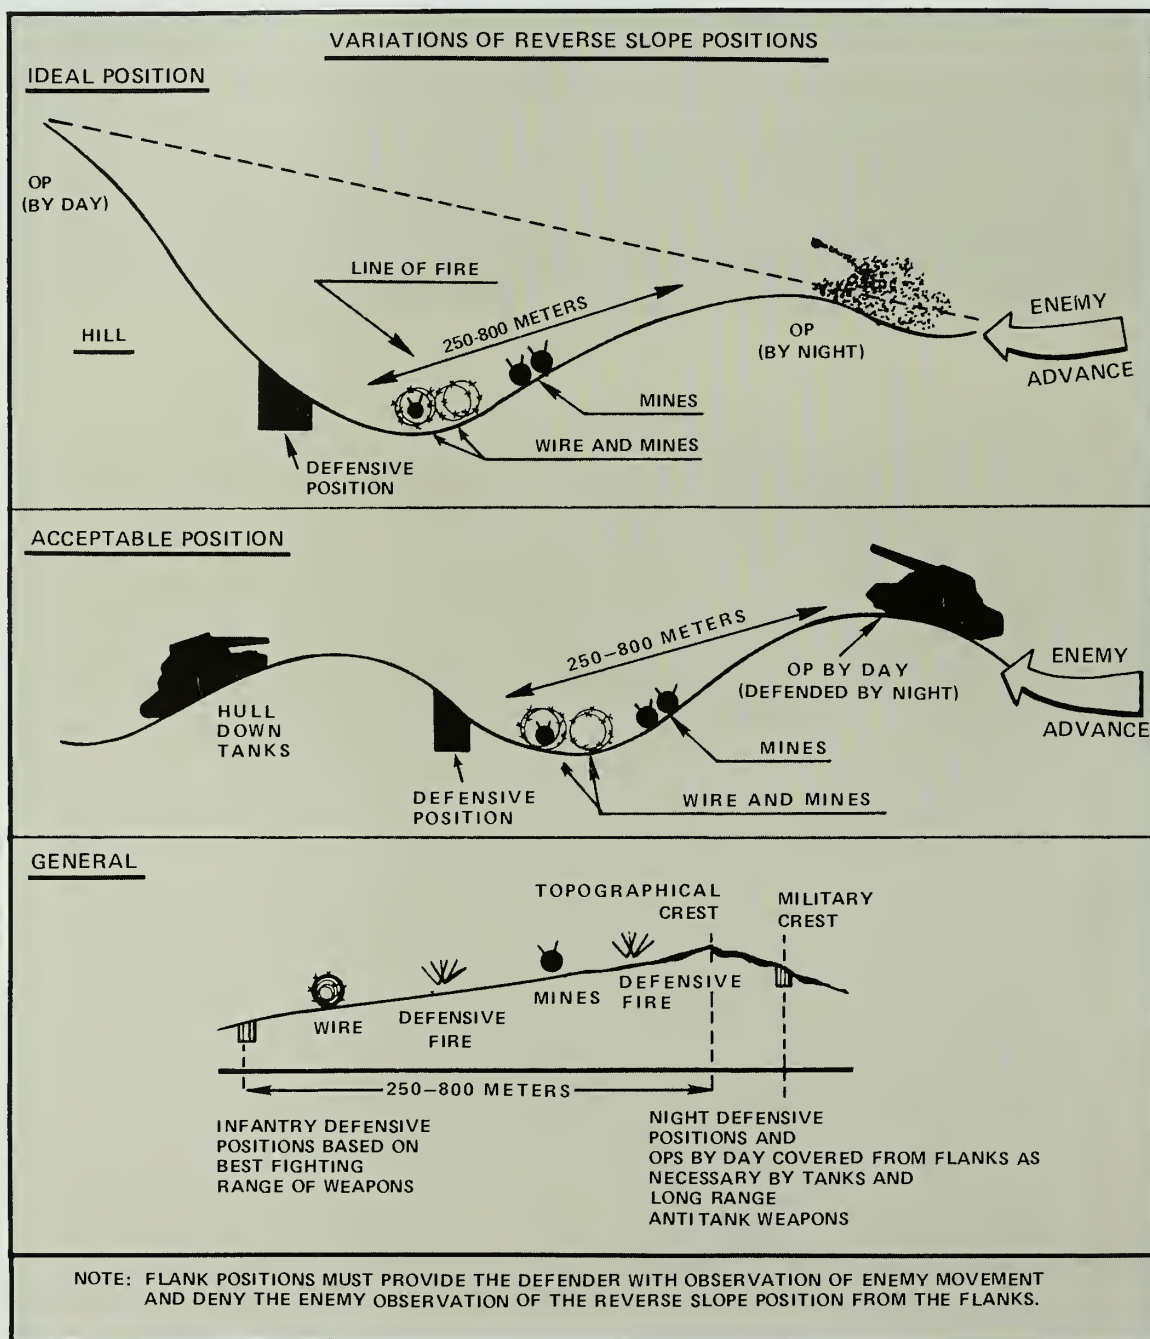 VARIATIONS OF REVERSE SLOPE POSITIONS
IDEAL POSITION
OP
(BY DAY)
LINE OF FIRE
250-800 METERS
HILL
OP
(BY NIGHT)
ENEMY
ADVANCE
MINES
WIRE AND MINES
DEFENSIVE
POSITION
ACCEPTABLE POSITION
250-800 METERS
HULL
DOWN
TANKS
OP BY DAY
(DEFENDED BY NIGHT)
ENEMY
ADVANCE
MINES
WIRE AND MINES
DEFENSIVE
POSITION
GENERAL
TOPOGRAPHICAL
CREST
MILITARY
CREST
WIRE
DEFENSIVE
FIRE
MINES
DEFENSIVE
FIRE
250-800 METERS
INFANTRY DEFENSIVE
POSITIONS BASED ON
BEST FIGHTING
RANGE OF WEAPONS
NIGHT DEFENSIVE
POSITIONS AND
OPS BY DAY COVERED FROM FLANKS AS
NECESSARY BY TANKS AND
LONG RANGE
ANTI TANK WEAPONS
NOTE: FLANK POSITIONS MUST PROVIDE THE DEFENDER WITH OBSERVATION OF ENEMY MOVEMENT
AND DENY THE ENEMY OBSERVATION OF THE REVERSE SLOPE POSITION FROM THE FLANKS.